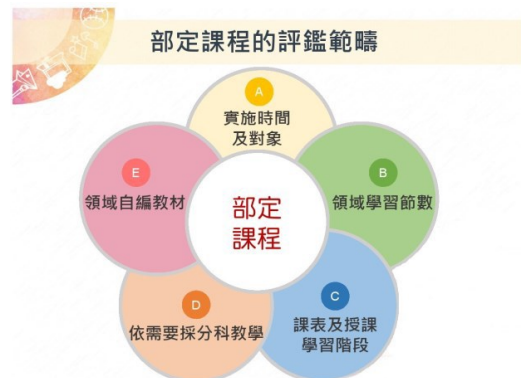 部定課程的評鑑範疇
A
實施時間
及對象
B
領域學習節數
C
課表及授課
學習階段
D
依需要採分科教學
E
領域自編教材
部定
課程